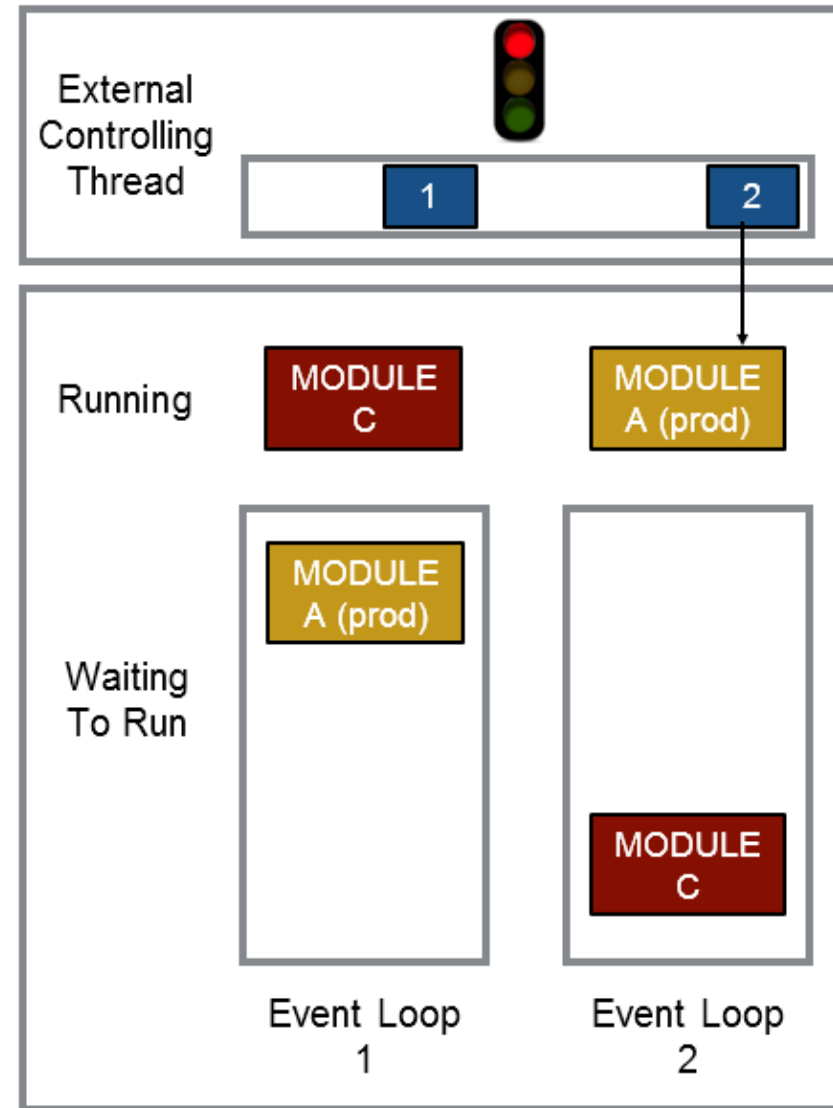 External
Controlling
Thread
1
2
Running
MODULE
C
MODULE
A (prod)
Waiting
To Run
MODULE
A (prod)
MODULE
C
Event Loop
1
Event Loop
2